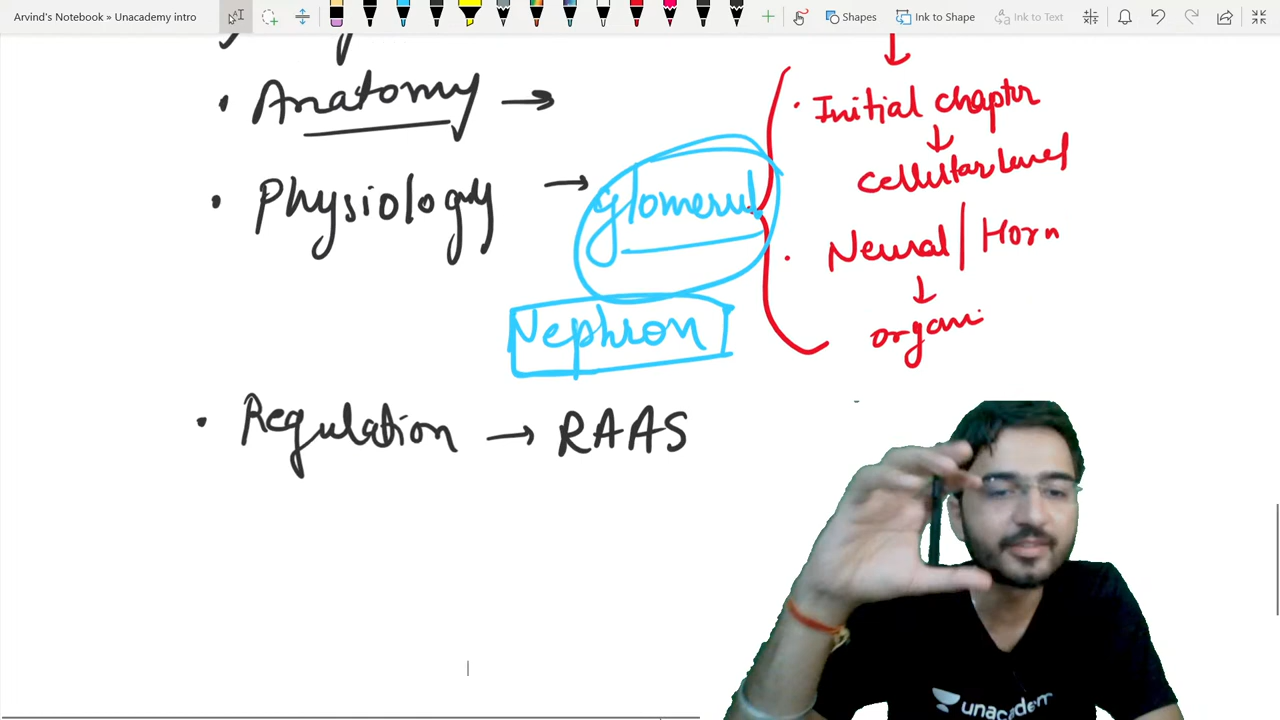 Arvind's Notebook » Unacademy intro
Shapes
Ink to Shape
Ink to Text
• Anatomy →
• Physiology → glomerul
Nephron
• Regulation → RAAS
↓
• Initial chapter
↓
Cellular level
• Neural / Horn
↓
organi
unacademy